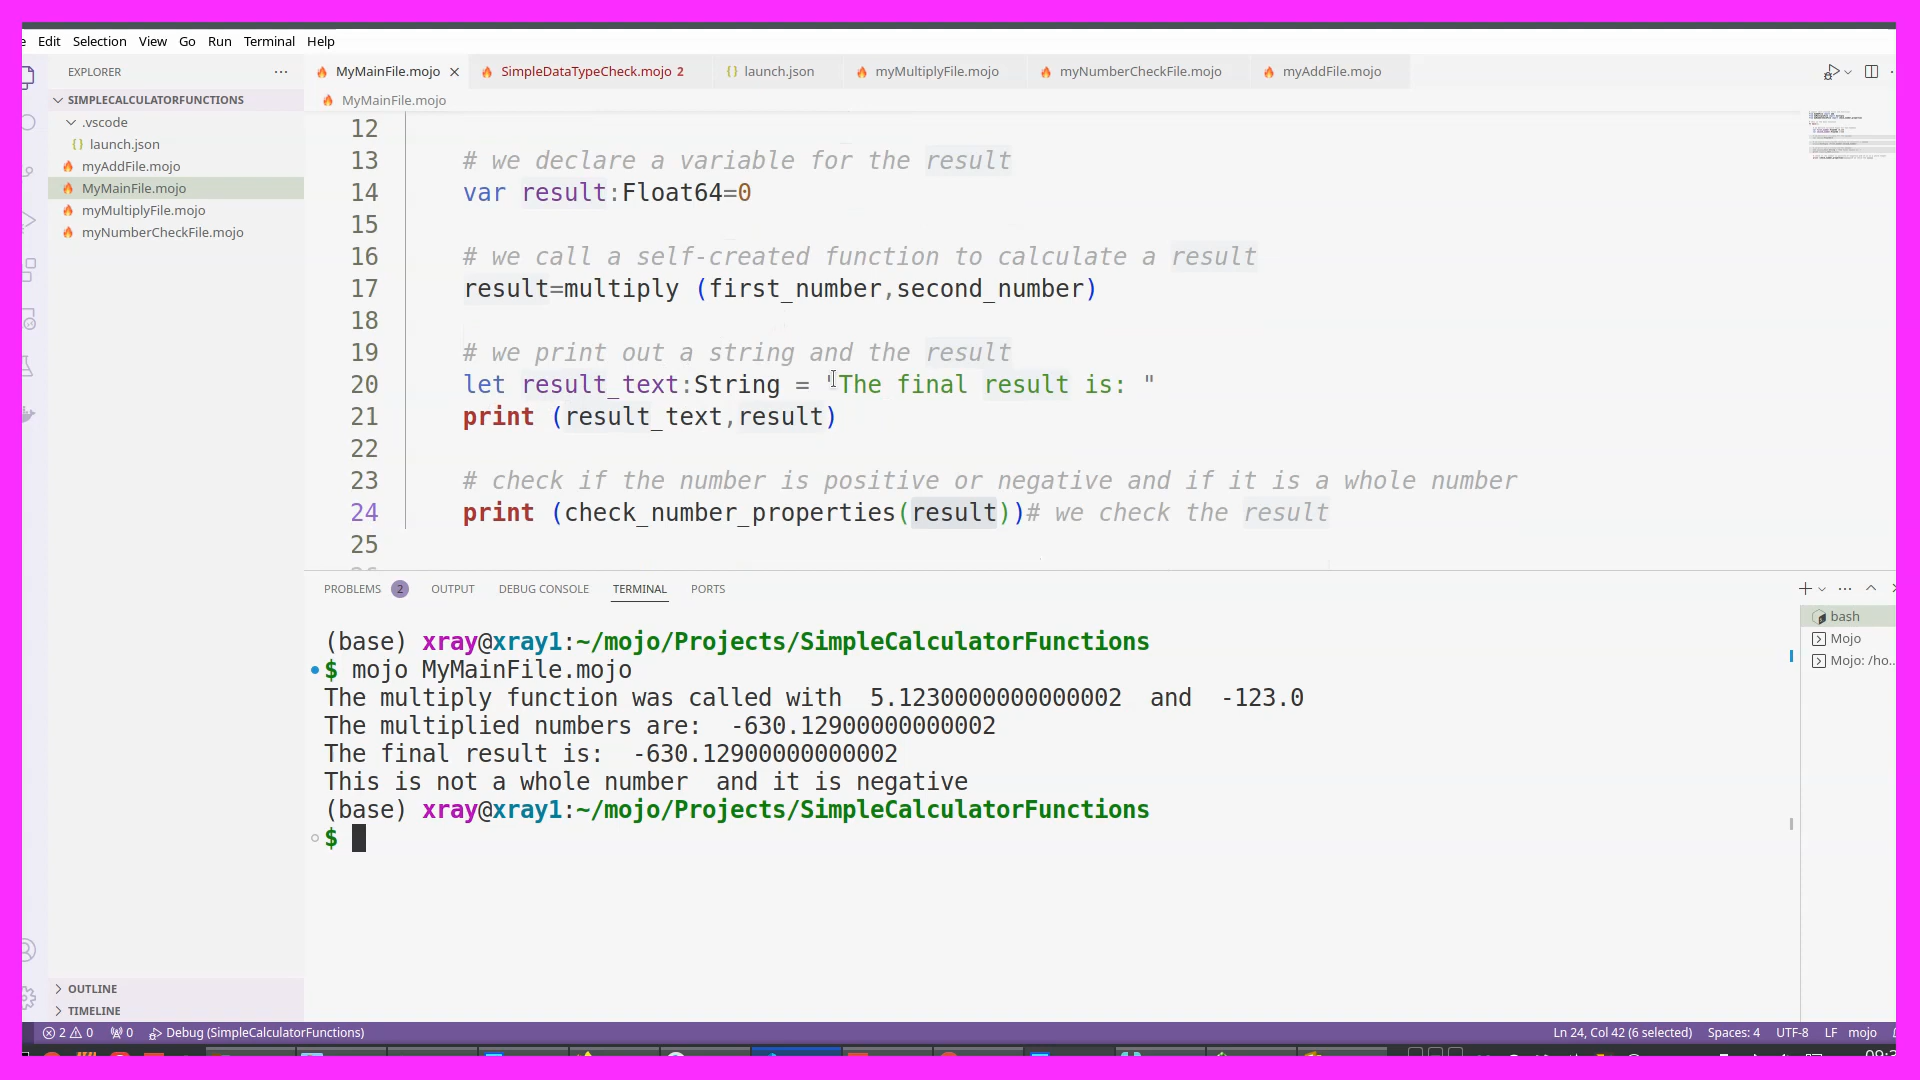 Edit Selection View Go Run Terminal Help
EXPLORER
SIMPLECALCULATORFUNCTIONS
.vscode
launch.json
myAddFile.mojo
MyMainFile.mojo
myMultiplyFile.mojo
myNumberCheckFile.mojo
OUTLINE
TIMELINE
MyMainFile.mojo SimpleDataTypeCheck.mojo 2 launch.json myMultiplyFile.mojo myNumberCheckFile.mojo myAddFile.mojo
MyMainFile.mojo
12
13 # we declare a variable for the result
14 var result:Float64=0
15
16 # we call a self-created function to calculate a result
17 result=multiply (first_number,second_number)
18
19 # we print out a string and the result
20 let result_text:String = "The final result is: "
21 print (result_text,result)
22
23 # check if the number is positive or negative and if it is a whole number
24 print (check_number_properties(result))# we check the result
25
PROBLEMS 2 OUTPUT DEBUG CONSOLE TERMINAL PORTS
(base) xray@xray1:~/mojo/Projects/SimpleCalculatorFunctions
$ mojo MyMainFile.mojo
The multiply function was called with 5.1230000000000002 and -123.0
The multiplied numbers are: -630.12900000000002
The final result is: -630.12900000000002
This is not a whole number and it is negative
(base) xray@xray1:~/mojo/Projects/SimpleCalculatorFunctions
$
bash
Mojo
Mojo: /ho...
2 0 0 Debug (SimpleCalculatorFunctions) Ln 24, Col 42 (6 selected) Spaces: 4 UTF-8 LF mojo